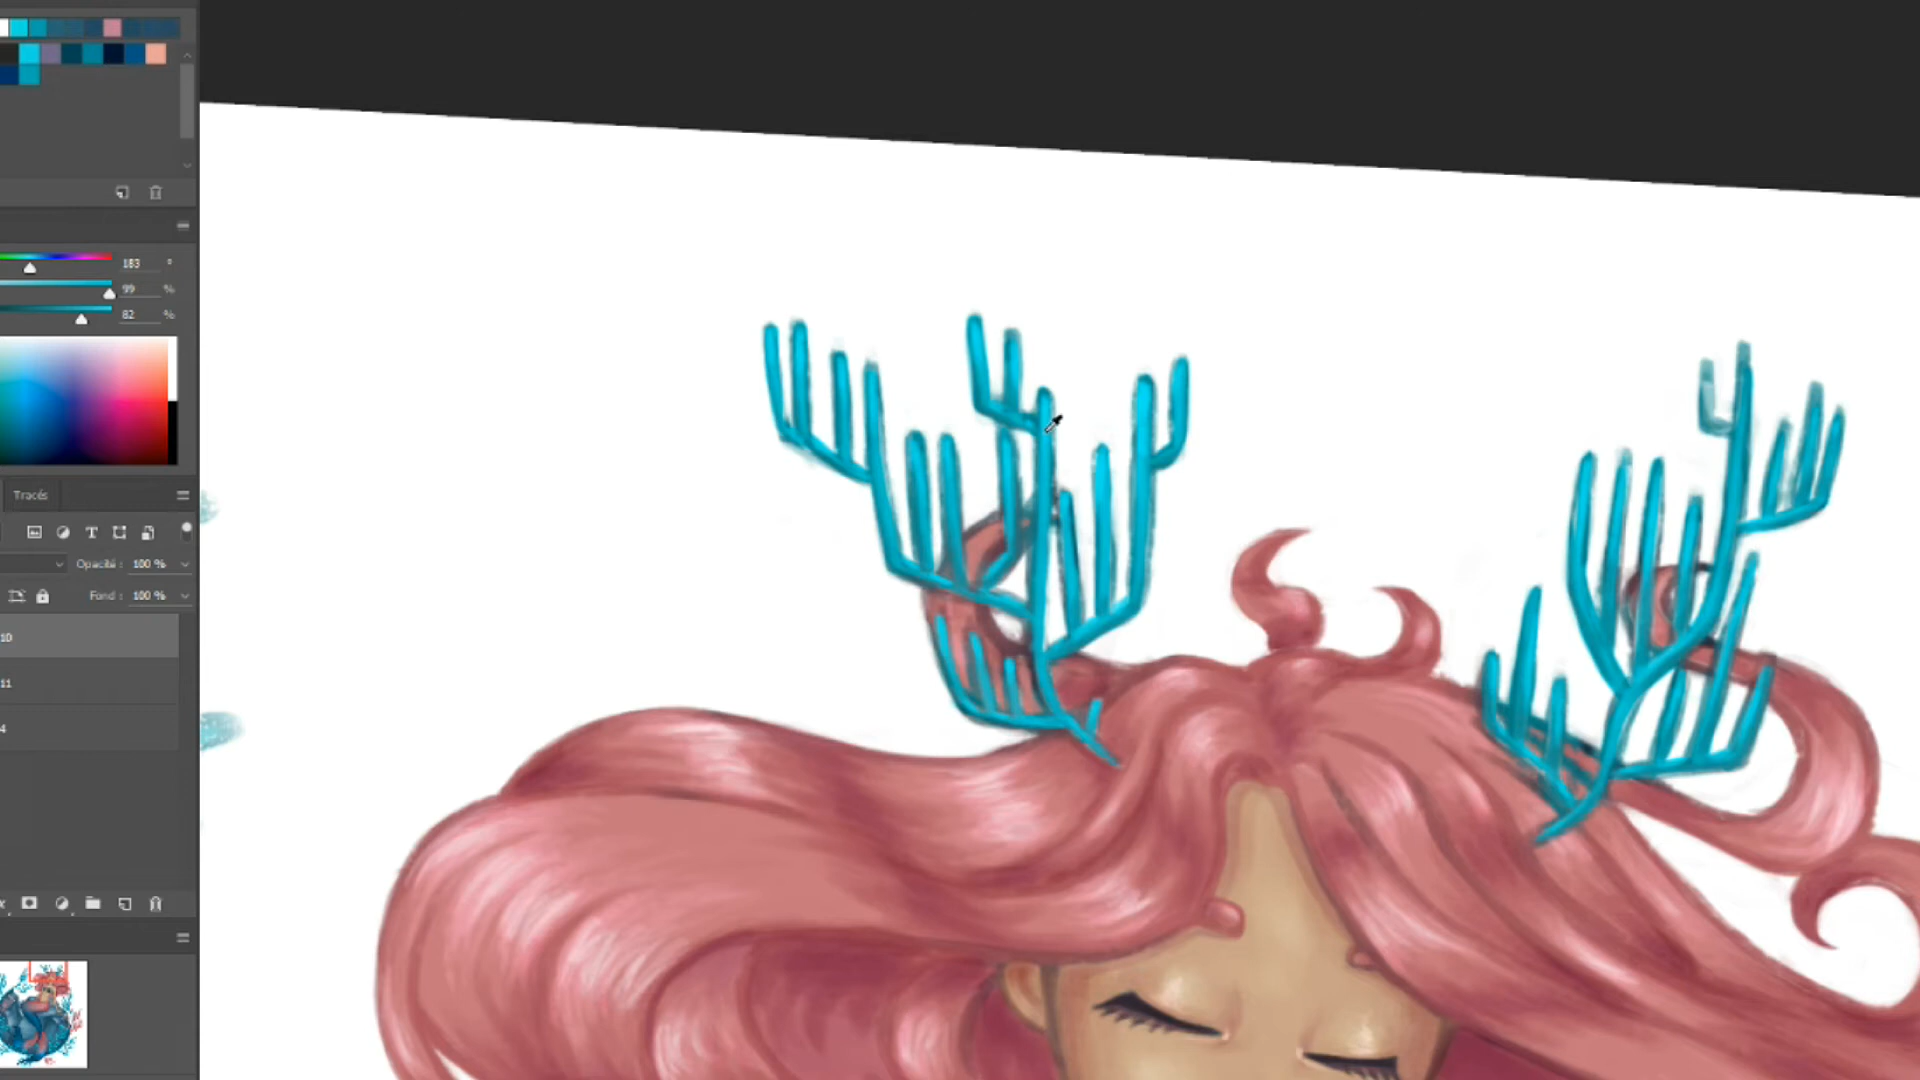 183 °
99 %
82 %
Tracés
T
Opacité : 100 %
Fond : 100 %
10
11
4